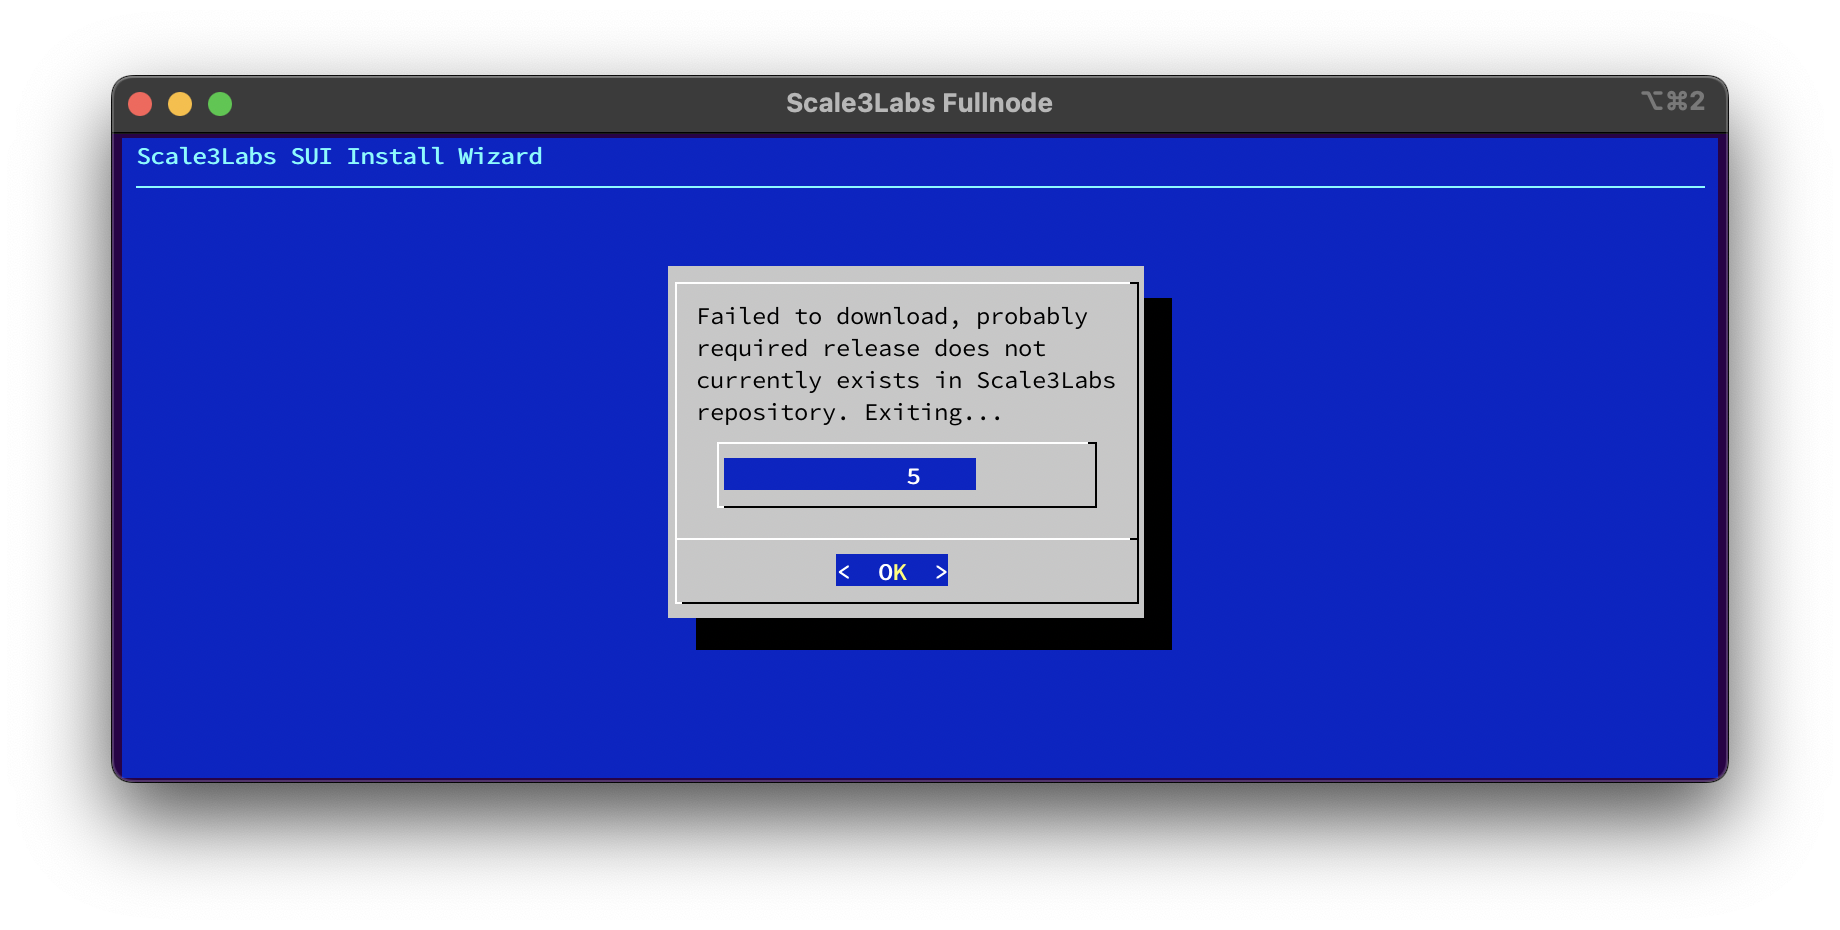 Scale3Labs Fullnode
⌥⌘2
Scale3Labs SUI Install Wizard
Failed to download, probably
required release does not
currently exists in Scale3Labs
repository. Exiting...
5
< OK >